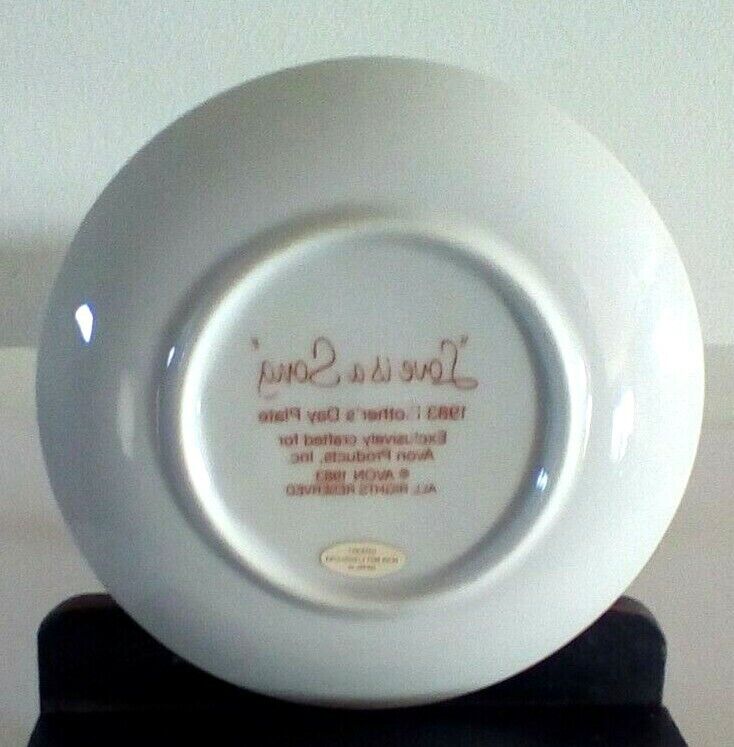 "Love is a Song"
1983 Mother's Day Plate
Exclusively crafted for
Avon Products, Inc.
© AVON 1983
ALL RIGHTS RESERVED